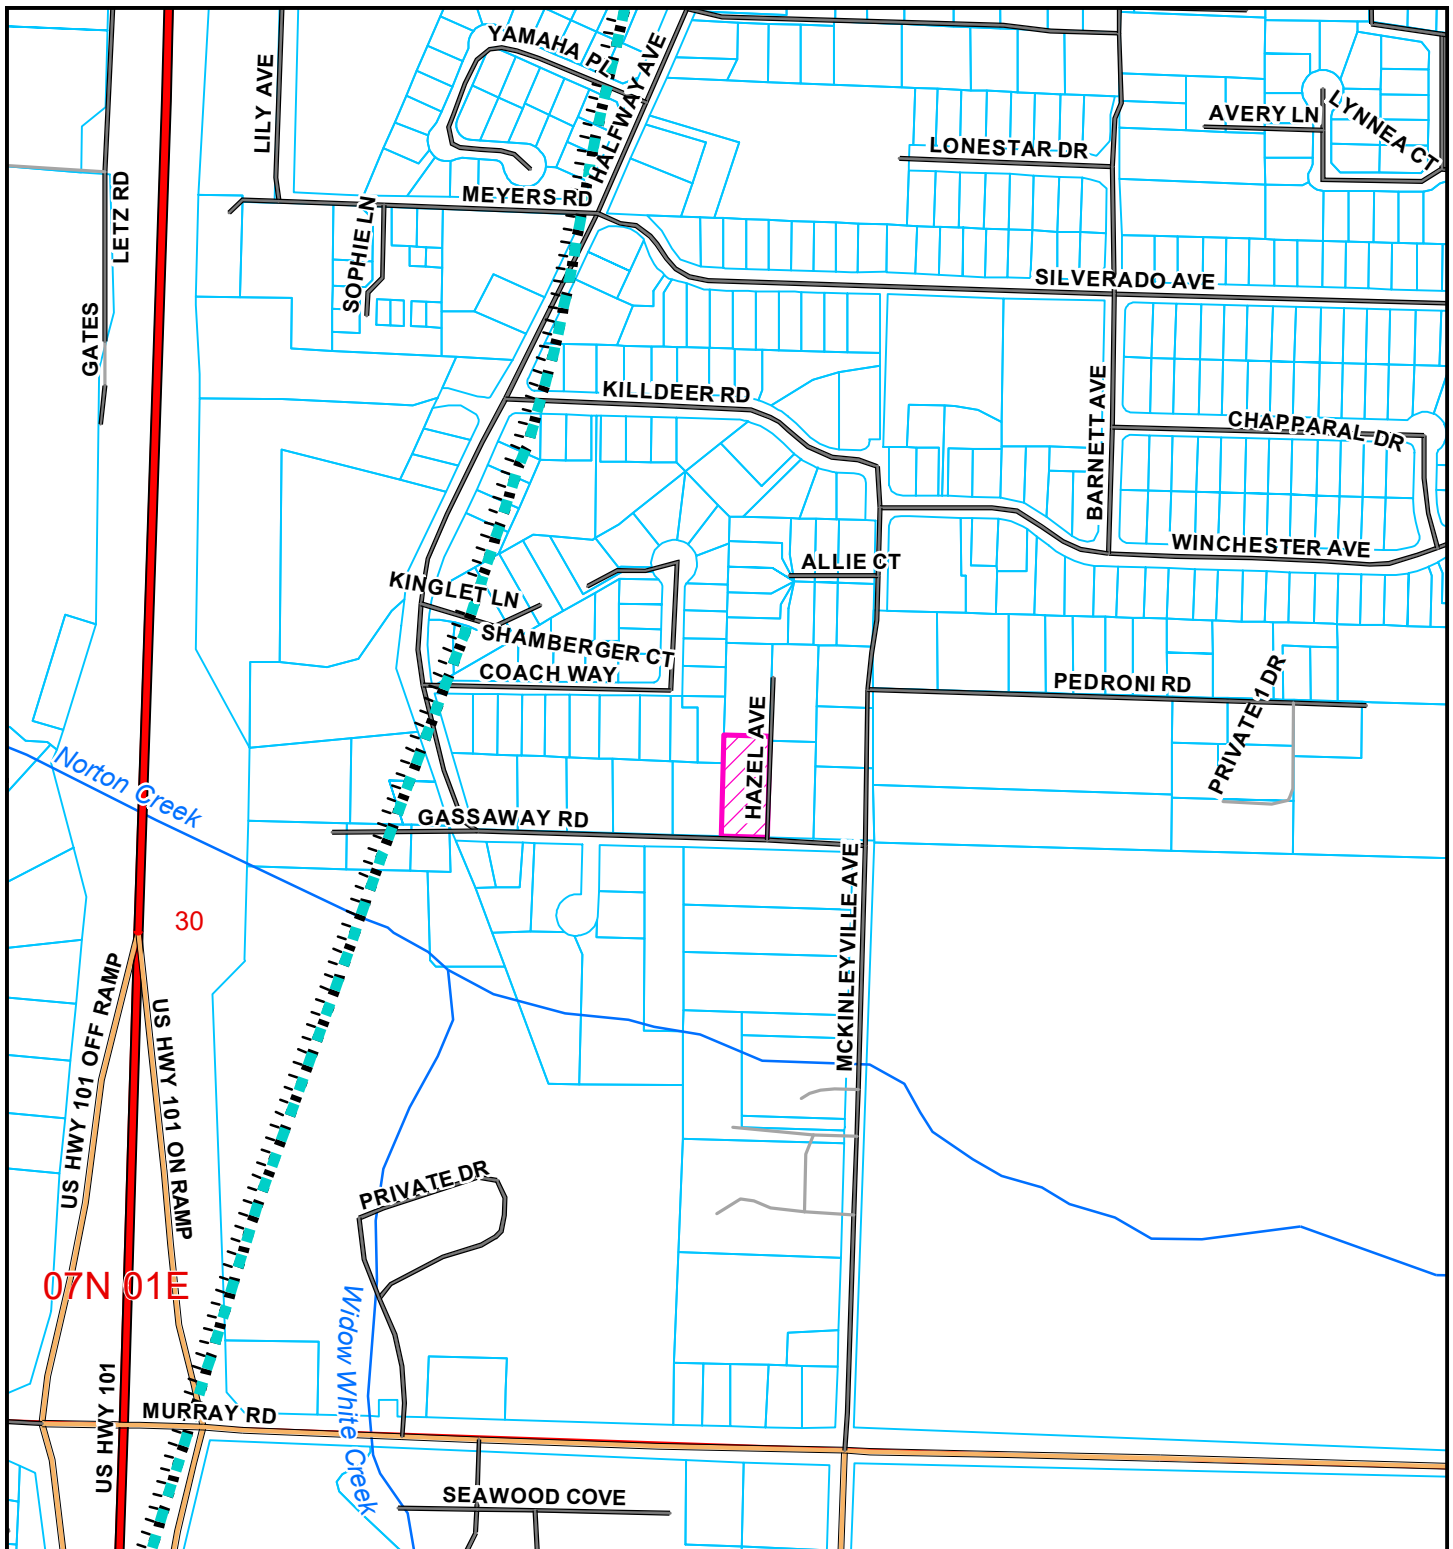 YAMAHA PL
HALFWAY AVE
LILY AVE
AVERY LN
LYNNEA CT
LONESTAR DR
LETZ RD
MEYERS RD
SOPHIE LN
SILVERADO AVE
GATES
KILLDEER RD
BARNETT AVE
CHAPPARAL DR
WINCHESTER AVE
ALLIE CT
KINGLET LN
SHAMBERGER CT
COACH WAY
PEDRONI RD
PRIVATE 1 DR
HAZEL AVE
Norton Creek
GASSAWAY RD
MCKINLEYVILLE AVE
30
US HWY 101 OFF RAMP
US HWY 101 ON RAMP
PRIVATE DR
07N 01E
Widow White Creek
US HWY 101
MURRAY RD
SEAWOOD COVE